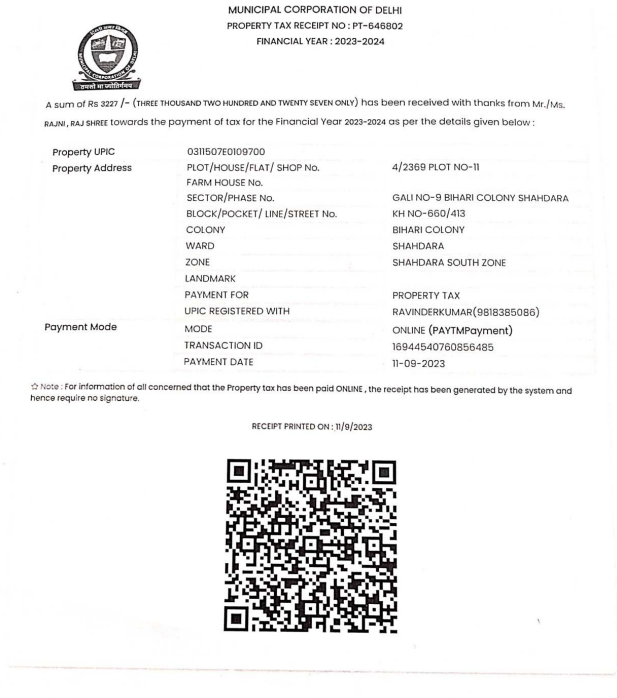 MUNICIPAL CORPORATION OF DELHI
PROPERTY TAX RECEIPT NO : PT-646802
FINANCIAL YEAR : 2023-2024
तमसो मा ज्योतिर्गमय
A sum of Rs 3227 /- (THREE THOUSAND TWO HUNDRED AND TWENTY SEVEN ONLY) has been received with thanks from Mr./Ms.
RAJNI, RAJ SHREE towards the payment of tax for the Financial Year 2023-2024 as per the details given below :
Property UPIC 0311507E0109700
Property Address PLOT/HOUSE/FLAT/ SHOP No. 4/2369 PLOT NO-11
FARM HOUSE No.
SECTOR/PHASE No. GALI NO-9 BIHARI COLONY SHAHDARA
BLOCK/POCKET/ LINE/STREET No. KH NO-660/413
COLONY BIHARI COLONY
WARD SHAHDARA
ZONE SHAHDARA SOUTH ZONE
LANDMARK
PAYMENT FOR PROPERTY TAX
UPIC REGISTERED WITH RAVINDERKUMAR(9818385086)
Payment Mode MODE ONLINE (PAYTMPayment)
TRANSACTION ID 16944540760856485
PAYMENT DATE 11-09-2023
☆ Note : For information of all concerned that the Property tax has been paid ONLINE , the receipt has been generated by the system and
hence require no signature.
RECEIPT PRINTED ON : 11/9/2023